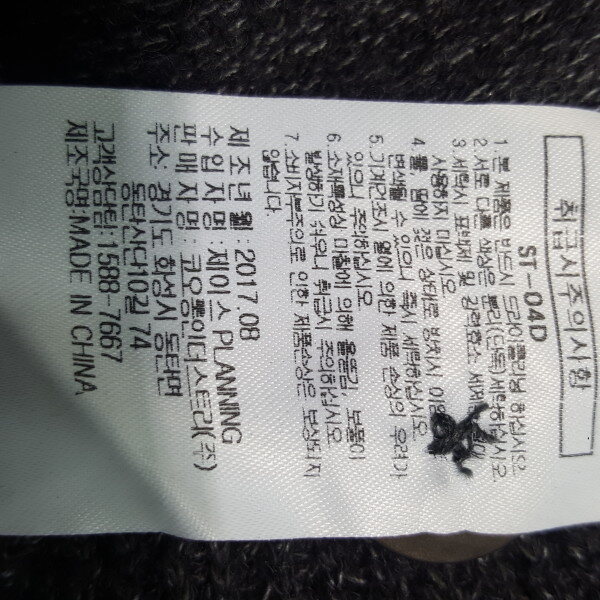 취급시주의사항
ST-04D
1 본 제품은 반드시 드라이클리닝 하십시오
2 서로 다른 색상은 분리(단독)세탁하십시오
3 세탁시 표백제 및 강력효소 세제
사용하지 마십시오
4 물, 땀에 젖은 상태로 방치시 이염
변색될 수 있으니 즉시 세탁하십시오
5.기계건조시 열에 의한 제품 손상의 우려가
있으니 주의하십시오
6 소재특성상 마찰에 의해 올뜯김, 보풀이
발생하기 쉬우니 취급시 주의하십시오
7.소비자부주의로 인한 제품손상은 보상되지
않습니다
제 조 년 월: 2017.08
수 입 자 명 : 제이스 PLANNING
판 매 자 명: 코오롱인더스트리(주)
주소: 경기도 화성시 동탄면
동탄산단10길 74
고객상담실: 1588-7667
제조국명:MADE IN CHINA